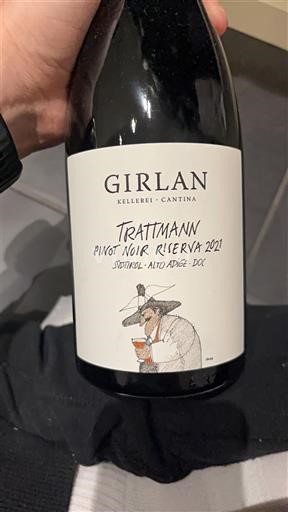 GIRLAN
KELLEREI · CANTINA
TRATTMANN
PINOT NOIR RISERVA 2021
SÜDTIROL · ALTO ADIGE · DOC